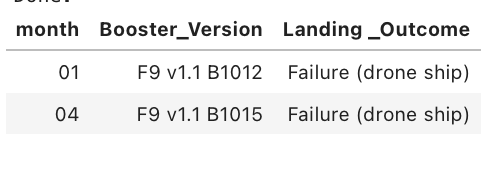 Done.
month Booster_Version Landing _Outcome
01 F9 v1.1 B1012 Failure (drone ship)
04 F9 v1.1 B1015 Failure (drone ship)